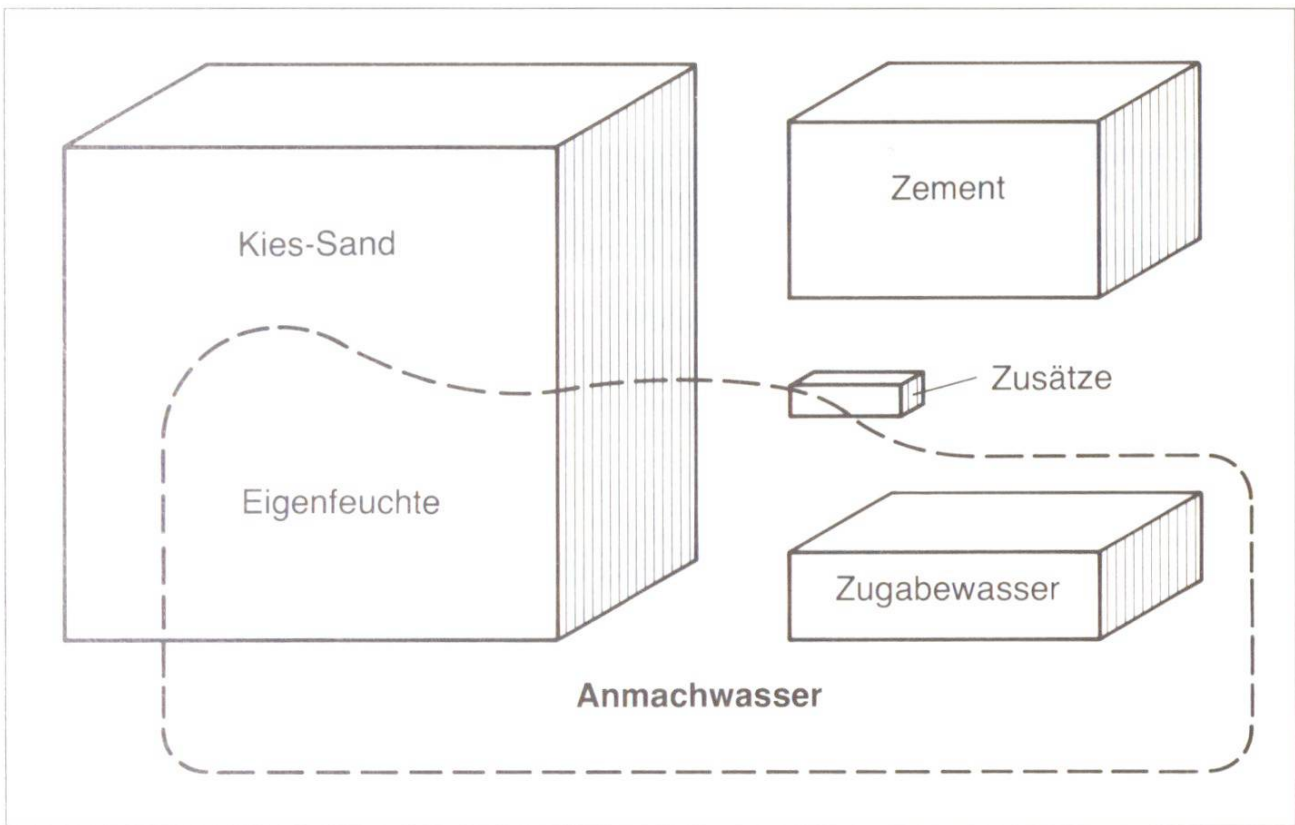 Zement
Kies-Sand
Zusätze
Eigenfeuchte
Zugabewasser
Anmachwasser